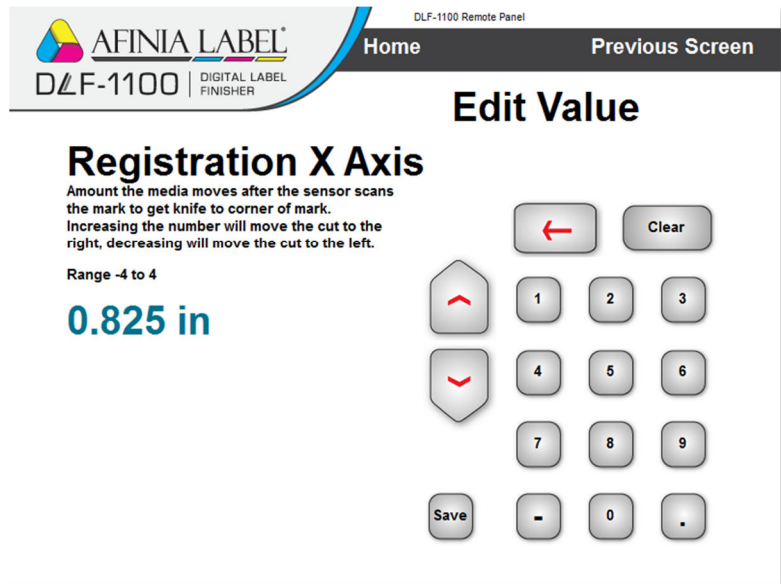 DLF-1100 Remote Panel
AFINIA LABEL
Home
Previous Screen
DLF-1100
DIGITAL LABEL
FINISHER
Edit Value
Registration X Axis
Amount the media moves after the sensor scans
the mark to get knife to corner of mark.
Increasing the number will move the cut to the
right, decreasing will move the cut to the left.
Range -4 to 4
0.825 in
Clear
1
2
3
4
5
6
7
8
9
Save
-
0
.